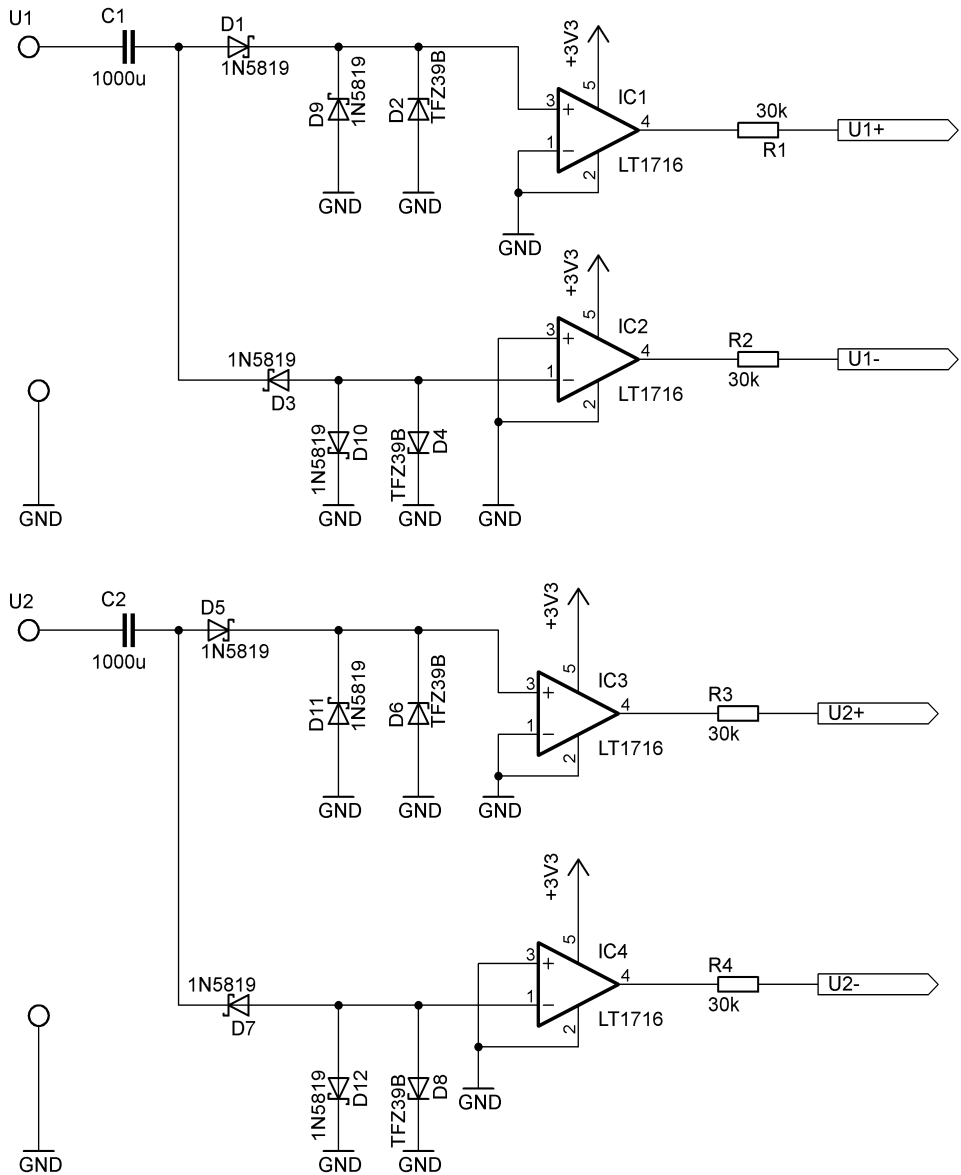 U1
C1
1000u
D1
1N5819
D9
1N5819
D2
TFZ39B
GND
GND
+3V3
5
3
+
1
−
4
2
IC1
LT1716
GND
30k
R1
U1+
+3V3
5
3
+
1
−
4
2
IC2
LT1716
R2
30k
U1-
1N5819
D3
1N5819
D10
TFZ39B
D4
GND
GND
GND
GND
U2
C2
1000u
D5
1N5819
D11
1N5819
D6
TFZ39B
GND
GND
+3V3
5
3
+
1
−
4
2
IC3
LT1716
GND
R3
30k
U2+
+3V3
5
3
+
1
−
4
2
IC4
LT1716
R4
30k
U2-
1N5819
D7
1N5819
D12
TFZ39B
D8
GND
GND
GND
GND